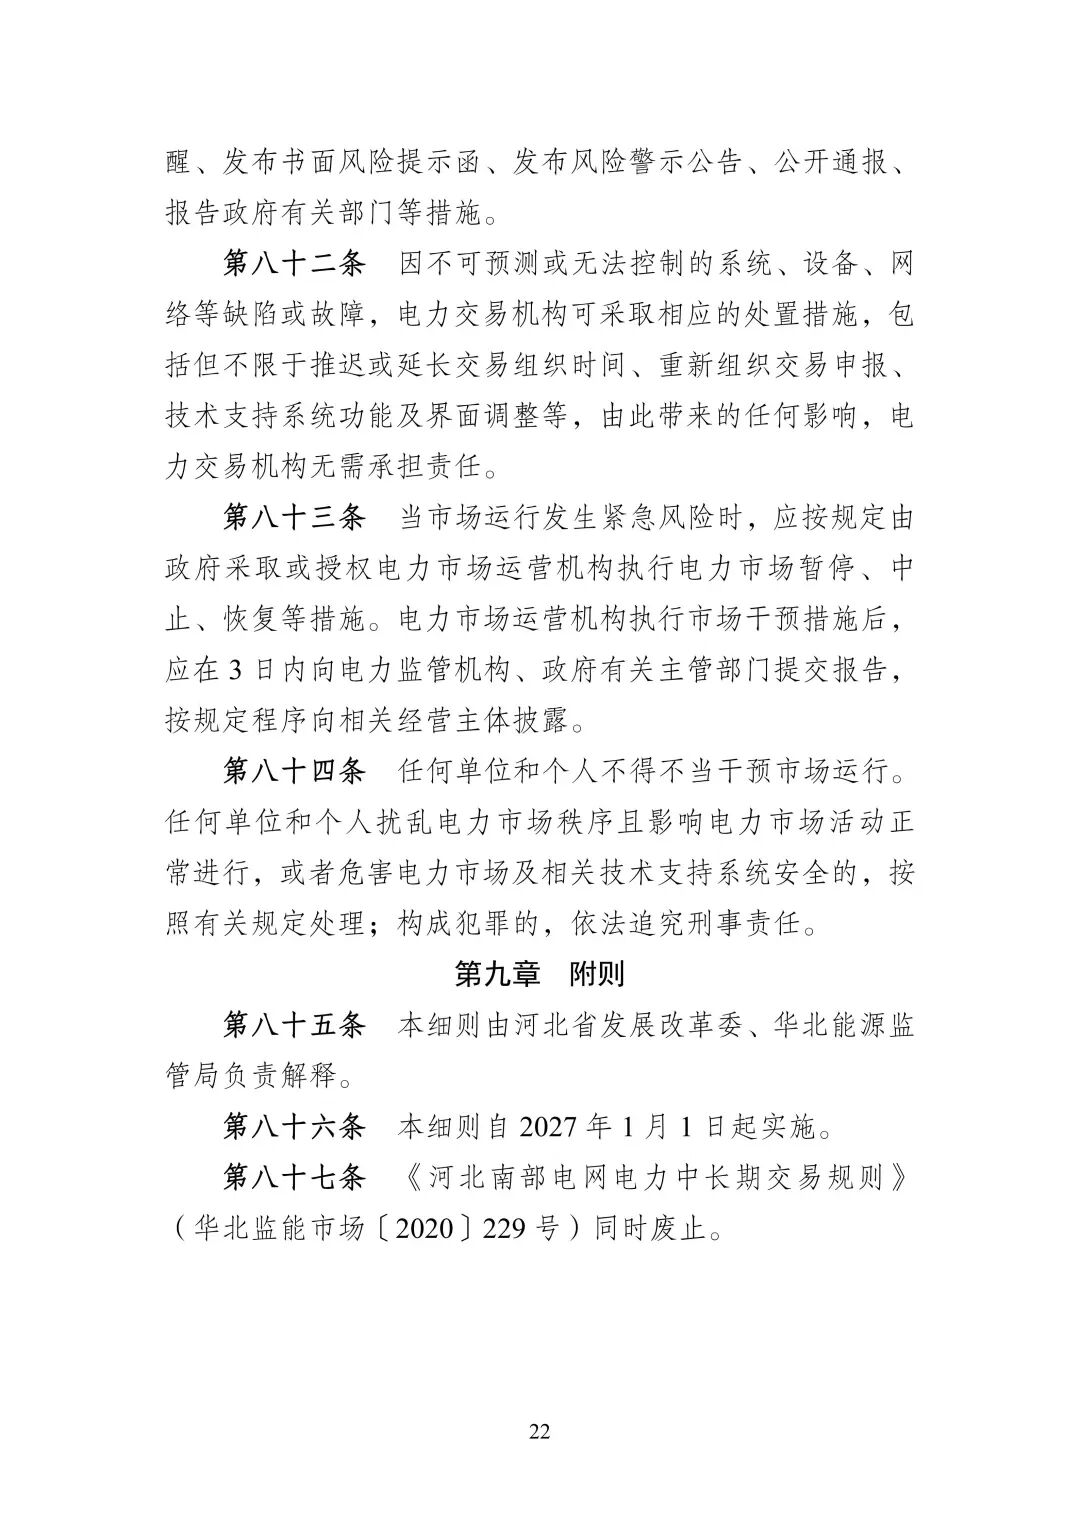 醒、发布书面风险提示函、发布风险警示公告、公开通报、
报告政府有关部门等措施。
第八十二条　因不可预测或无法控制的系统、设备、网
络等缺陷或故障，电力交易机构可采取相应的处置措施，包
括但不限于推迟或延长交易组织时间、重新组织交易申报、
技术支持系统功能及界面调整等，由此带来的任何影响，电
力交易机构无需承担责任。
第八十三条　当市场运行发生紧急风险时，应按规定由
政府采取或授权电力市场运营机构执行电力市场暂停、中
止、恢复等措施。电力市场运营机构执行市场干预措施后，
应在 3 日内向电力监管机构、政府有关主管部门提交报告，
按规定程序向相关经营主体披露。
第八十四条　任何单位和个人不得不当干预市场运行。
任何单位和个人扰乱电力市场秩序且影响电力市场活动正
常进行，或者危害电力市场及相关技术支持系统安全的，按
照有关规定处理；构成犯罪的，依法追究刑事责任。
第九章　附则
第八十五条　本细则由河北省发展改革委、华北能源监
管局负责解释。
第八十六条　本细则自 2027 年 1 月 1 日起实施。
第八十七条　《河北南部电网电力中长期交易规则》
（华北监能市场〔2020〕229 号）同时废止。
22